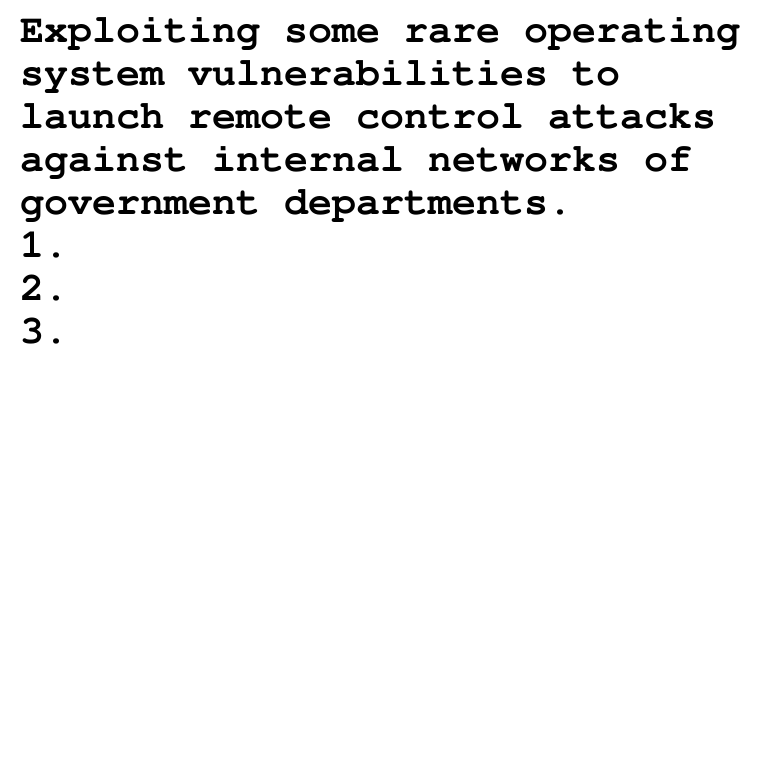 Exploiting some rare operating
system vulnerabilities to
launch remote control attacks
against internal networks of
government departments.
1.
2.
3.